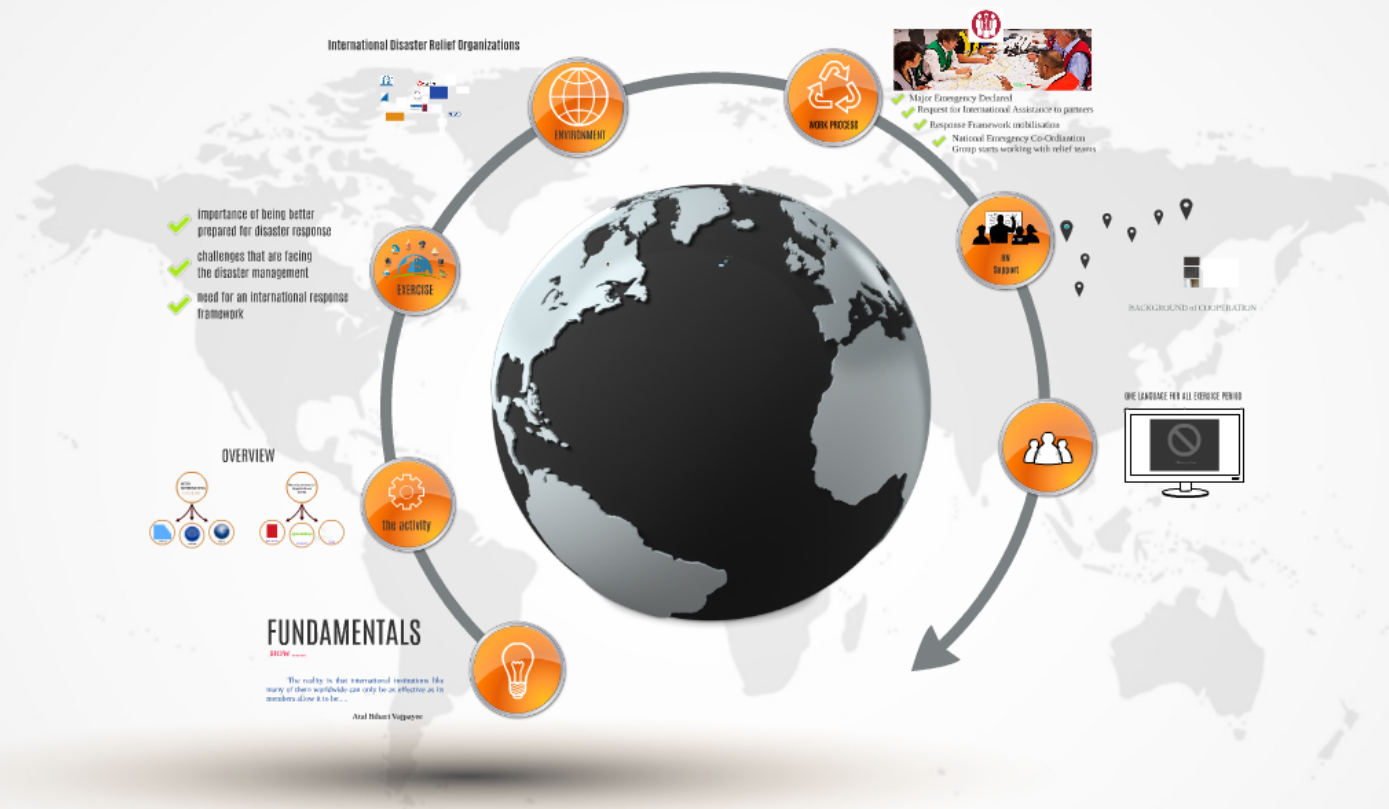 International Disaster Relief Organizations
ENVIRONMENT
WORK PROCESS
Major Emergency Declared
Request for International Assistance to partners
Response Framework mobilisation
National Emergency Co-Ordiantion
Group starts working with relief teams
importance of being better
prepared for disaster response
challenges that are facing
the disaster management
need for an international response
framework
EXERCISE
Support
BACKGROUND of COOPERATION
ONE LANGUAGE FOR ALL EXERSICE PERIOD
OVERVIEW
the activity
FUNDAMENTALS
HOW ......
The reality is that international institutions like
many of them worldwide can only be as effective as its
members allow it to be....
Atal Bihari Vajpayee